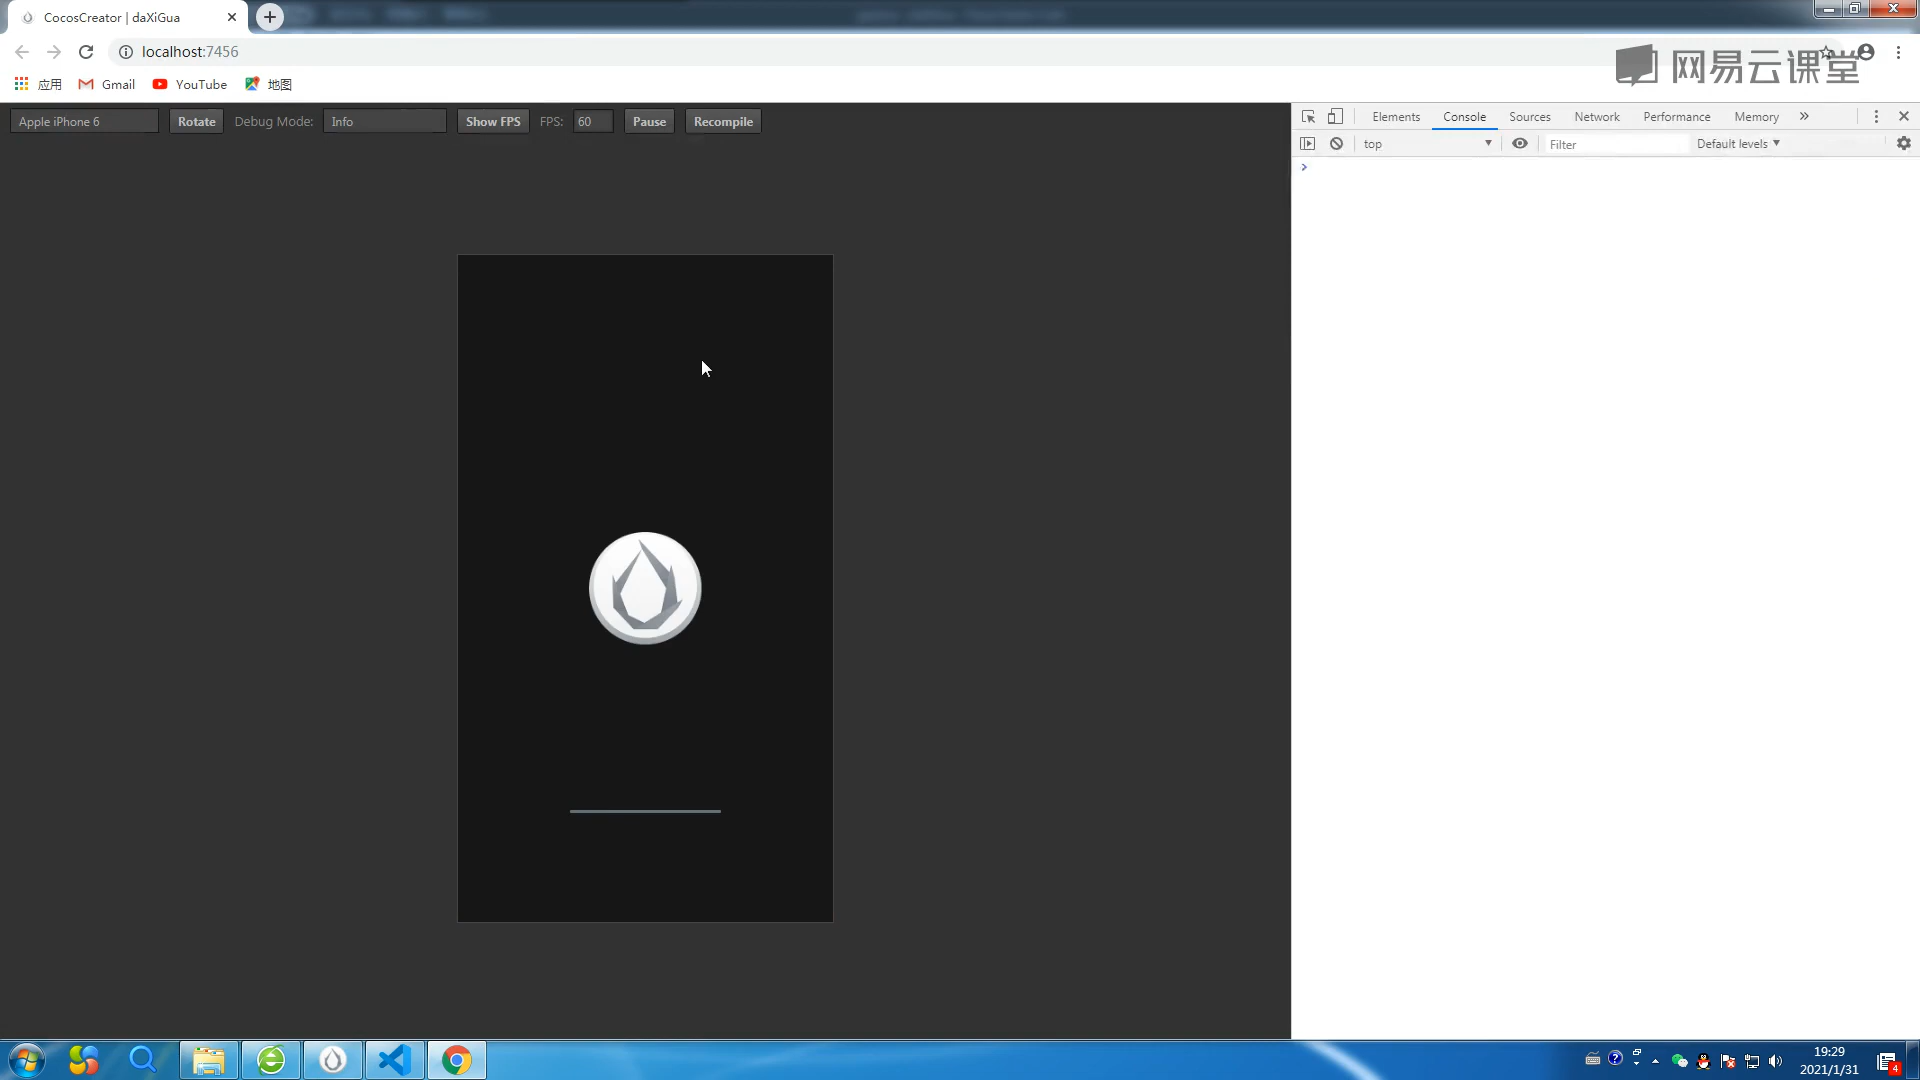 CocosCreator | daXiGua
localhost:7456
网易云课堂
应用 Gmail YouTube 地图
Apple iPhone 6 Rotate Debug Mode: Info Show FPS FPS: 60 Pause Recompile
Elements Console Sources Network Performance Memory
top Filter Default levels
19:29
2021/1/31
4